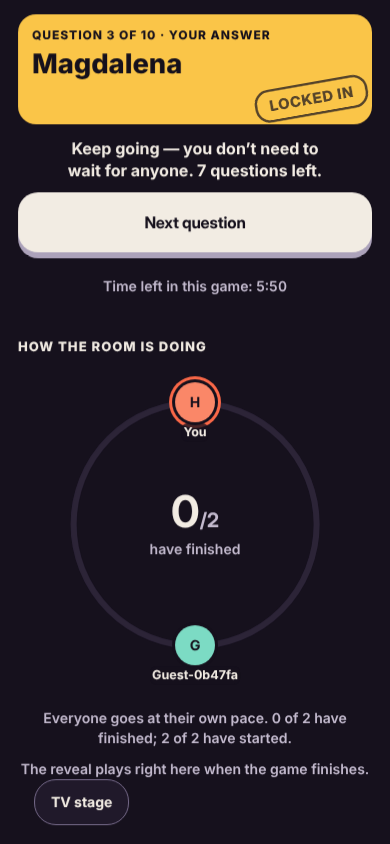 QUESTION 3 OF 10 · YOUR ANSWER
Magdalena
LOCKED IN
Keep going — you don’t need to
wait for anyone. 7 questions left.
Next question
Time left in this game: 5:50
HOW THE ROOM IS DOING
H
You
0/2
have finished
G
Guest-0b47fa
Everyone goes at their own pace. 0 of 2 have
finished; 2 of 2 have started.
The reveal plays right here when the game finishes.
TV stage